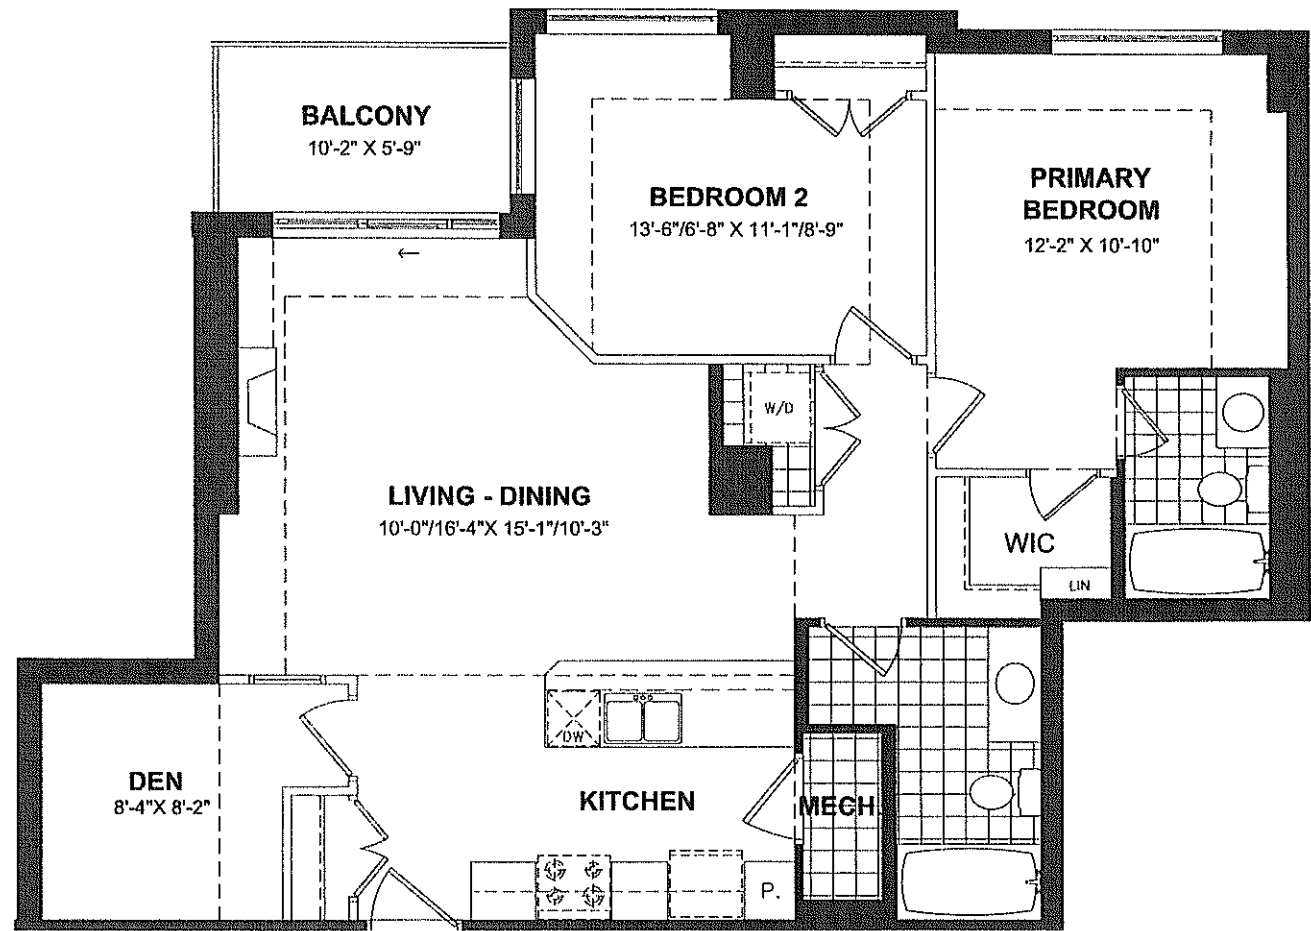 BALCONY
10'-2" X 5'-9"
BEDROOM 2
13'-6"/6'-8" X 11'-1"/8'-9"
PRIMARY
BEDROOM
12'-2" X 10'-10"
W/D
LIVING - DINING
10'-0"/16'-4"X 15'-1"/10'-3"
WIC
LIN
DW
DEN
8'-4"X 8'-2"
KITCHEN
MECH.
P.